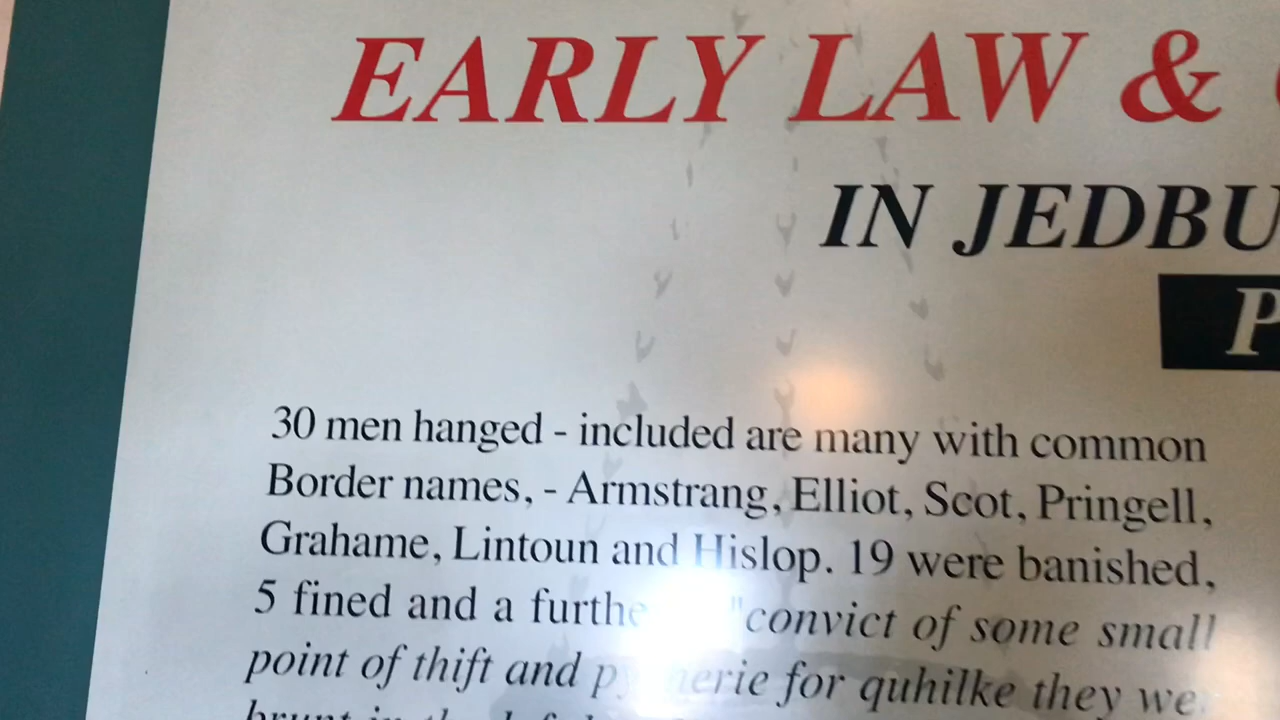 EARLY LAW &
IN JEDBU
P
30 men hanged - included are many with common
Border names, - Armstrang, Elliot, Scot, Pringell,
Grahame, Lintoun and Hislop. 19 were banished,
5 fined and a furthe "convict of some small
point of thift and for quhilke they we